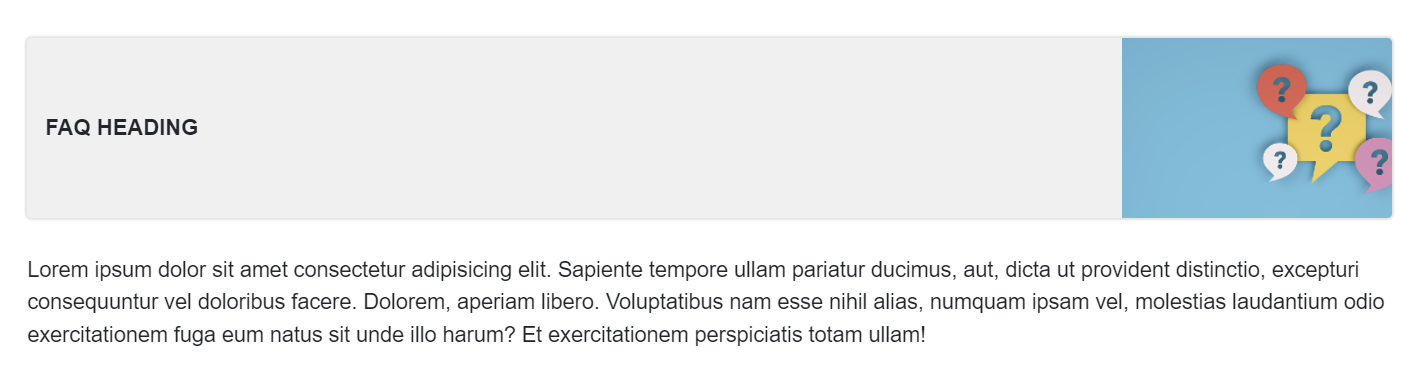 FAQ HEADING
? ? ? ? ?
Lorem ipsum dolor sit amet consectetur adipisicing elit. Sapiente tempore ullam pariatur ducimus, aut, dicta ut provident distinctio, excepturi
consequuntur vel doloribus facere. Dolorem, aperiam libero. Voluptatibus nam esse nihil alias, numquam ipsam vel, molestias laudantium odio
exercitationem fuga eum natus sit unde illo harum? Et exercitationem perspiciatis totam ullam!